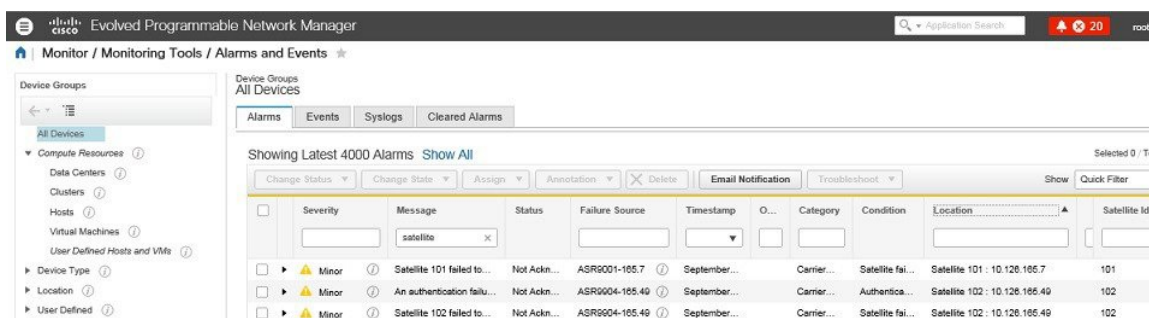 cisco Evolved Programmable Network Manager
Application Search
20
root
Monitor / Monitoring Tools / Alarms and Events
Device Groups
All Devices
Compute Resources
Data Centers
Clusters
Hosts
Virtual Machines
User Defined Hosts and VMs
Device Type
Location
User Defined
Device Groups
All Devices
Alarms Events Syslogs Cleared Alarms
Showing Latest 4000 Alarms Show All
Selected 0 / T
Change Status Change State Assign Annotation Delete Email Notification Troubleshoot Show Quick Filter
Severity Message Status Failure Source Timestamp O... Category Condition Location Satellite Id
satellite
Minor Satellite 101 failed to... Not Ackn... ASR9001-165.7 September... Carrier... Satellite fai... Satellite 101 : 10.126.165.7 101
Minor An authentication failu... Not Ackn... ASR9904-165.49 September... Carrier... Authentica... Satellite 102 : 10.126.165.49 102
Minor Satellite 102 failed to... Not Ackn... ASR9904-165.49 September... Carrier... Satellite fai... Satellite 102 : 10.126.165.49 102